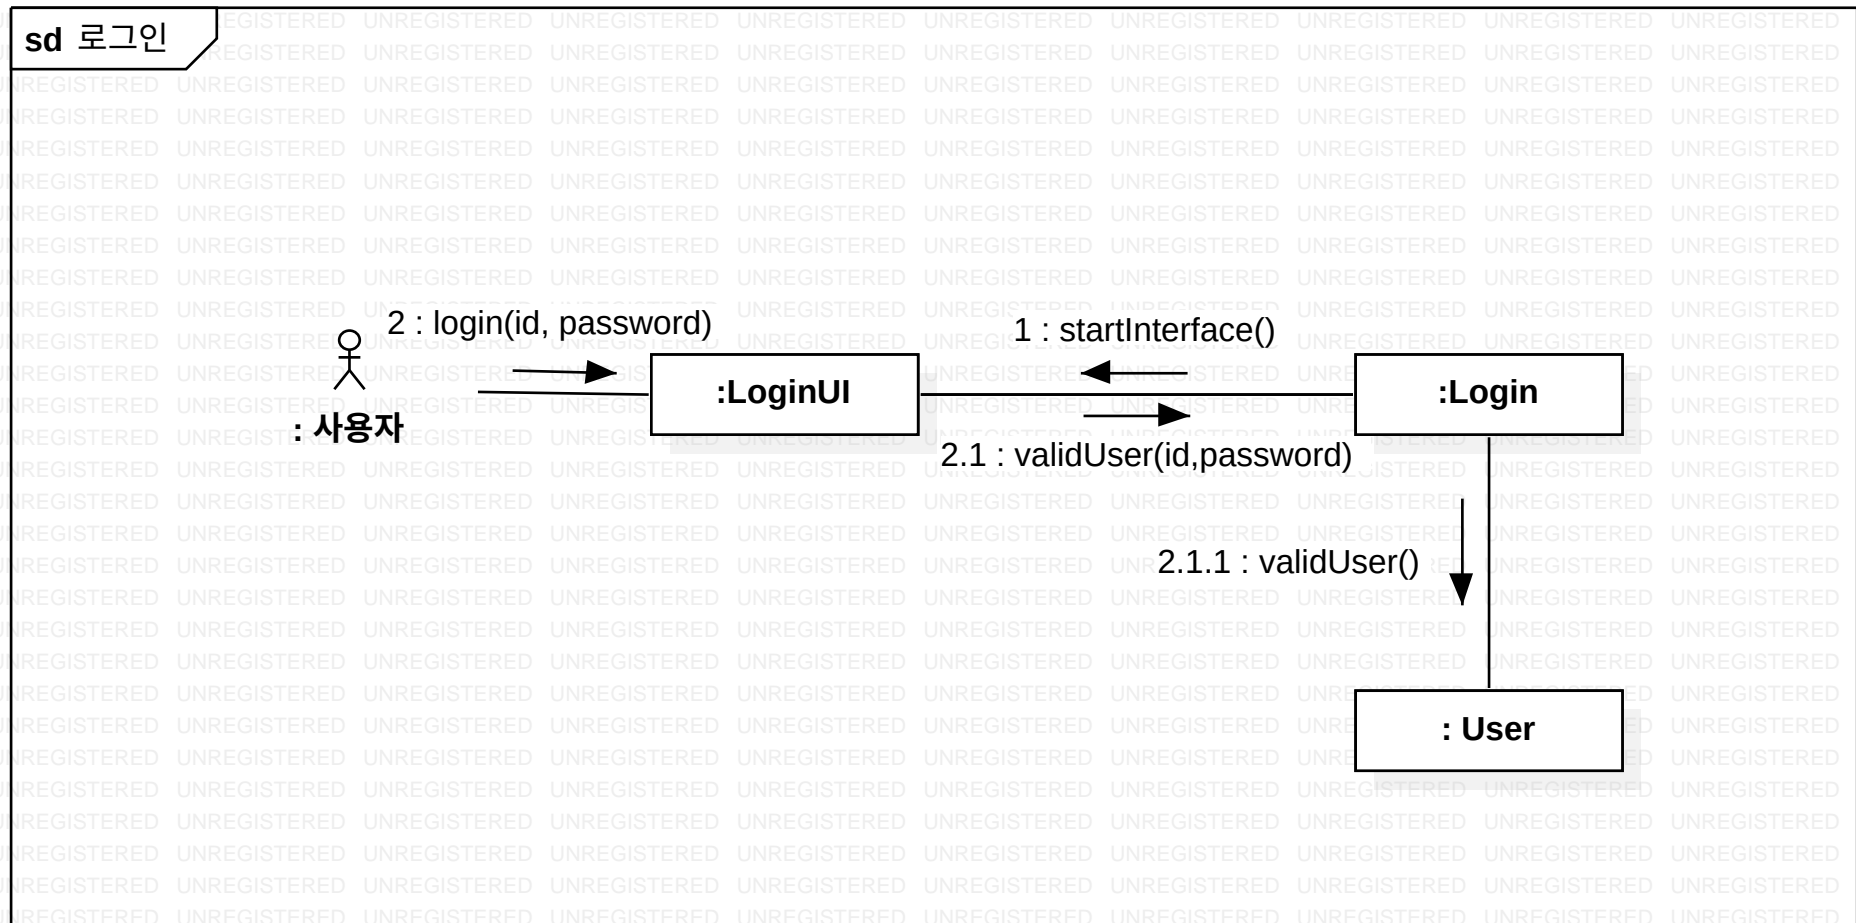 sd 로그인
2 : login(id, password)
1 : startInterface()
: 사용자
:LoginUI
:Login
2.1 : validUser(id,password)
2.1.1 : validUser()
: User
UNREGISTERED